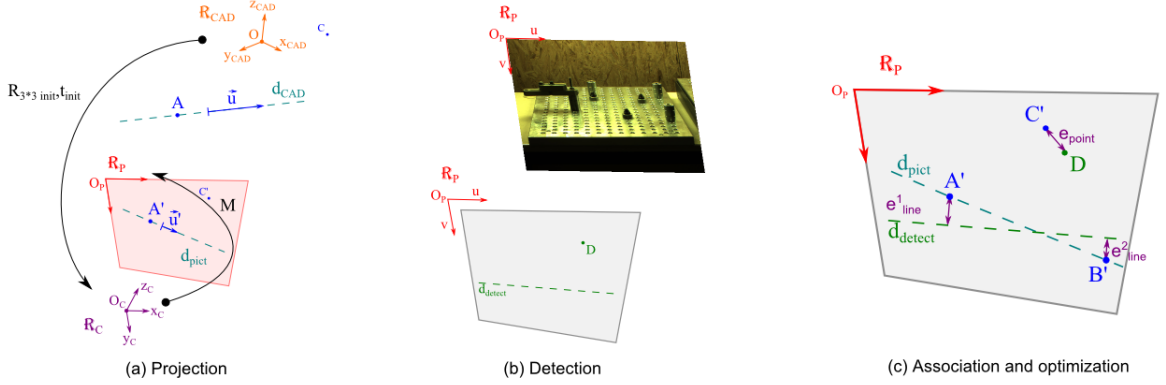 R_CAD
z_CAD
O
x_CAD
y_CAD
C
R_3*3 init,t_init
A
u⃗
d_CAD
R_P
O_P
C'
M
A'
u⃗'
d_pict
z_C
O_C
x_C
R_C
y_C
(a) Projection
R_P
O_P
u
v
R_P
u
O_P
v
D
d_detect
(b) Detection
R_P
O_P
C'
e_point
D
d_pict
A'
e^1_line
d_detect
e^2_line
B'
(c) Association and optimization